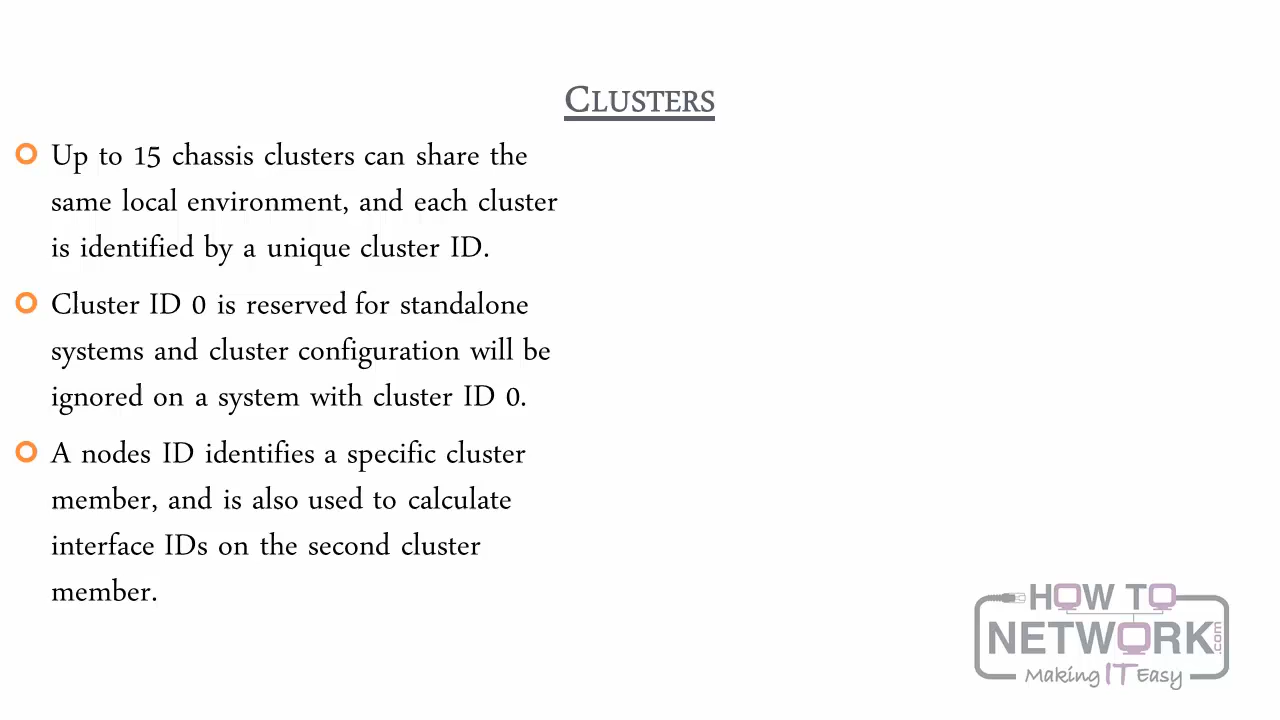 CLUSTERS
Up to 15 chassis clusters can share the
same local environment, and each cluster
is identified by a unique cluster ID.
Cluster ID 0 is reserved for standalone
systems and cluster configuration will be
ignored on a system with cluster ID 0.
A nodes ID identifies a specific cluster
member, and is also used to calculate
interface IDs on the second cluster
member.
HOW TO
NETWORK.com
Making IT Easy